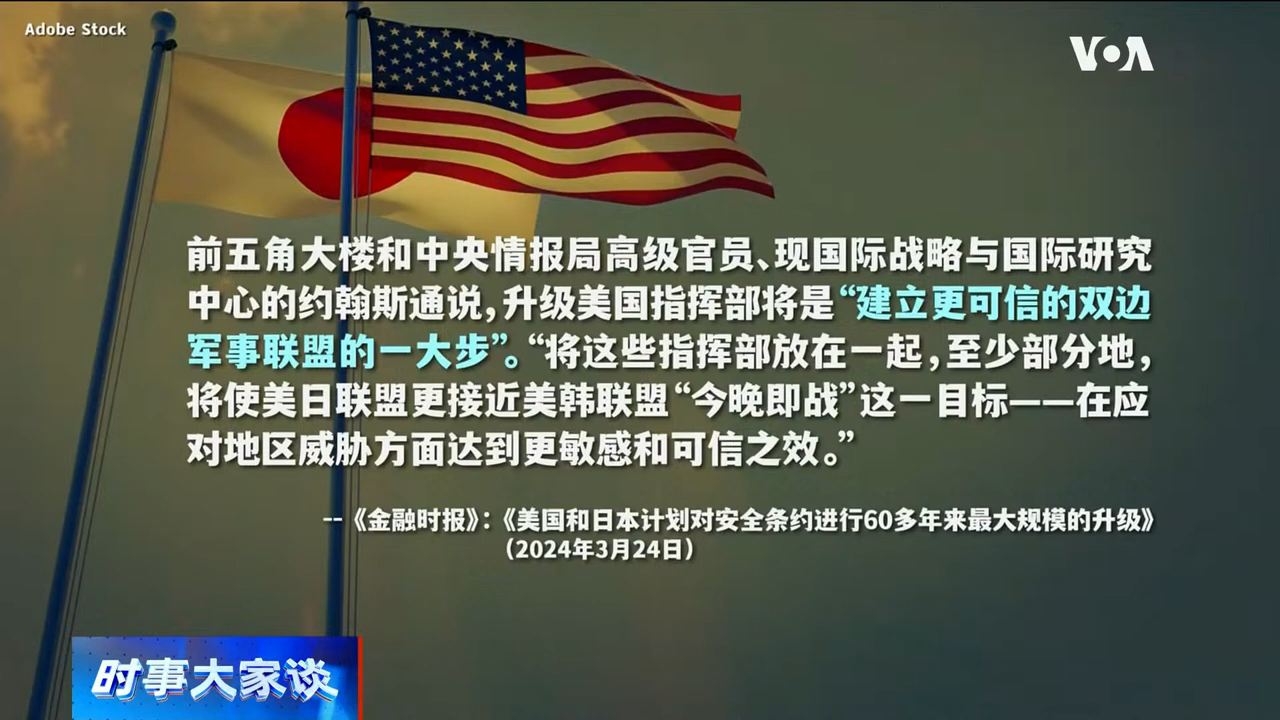 Adobe Stock
VOA
前五角大楼和中央情报局高级官员、现国际战略与国际研究
中心的约翰斯通说，升级美国指挥部将是“建立更可信的双边
军事联盟的一大步”。“将这些指挥部放在一起，至少部分地，
将使美日联盟更接近美韩联盟“今晚即战”这一目标——在应
对地区威胁方面达到更敏感和可信之效。”
--《金融时报》：《美国和日本计划对安全条约进行60多年来最大规模的升级》
（2024年3月24日）
时事大家谈